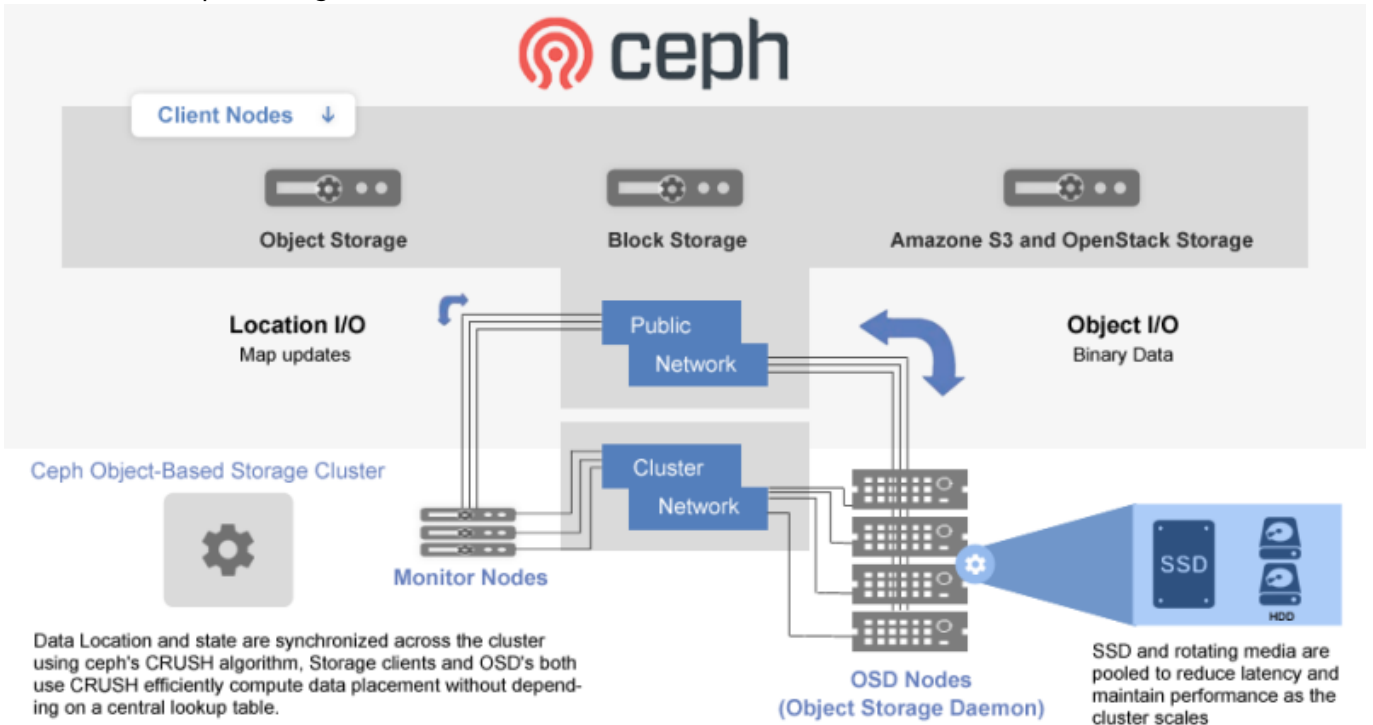 ceph
Client Nodes ↓
Object Storage
Block Storage
Amazone S3 and OpenStack Storage
Location I/O
Map updates
Public
Network
Object I/O
Binary Data
Ceph Object-Based Storage Cluster
Cluster
Network
Monitor Nodes
SSD
HDD
Data Location and state are synchronized across the cluster
using ceph's CRUSH algorithm, Storage clients and OSD's both
use CRUSH efficiently compute data placement without depend-
ing on a central lookup table.
OSD Nodes
(Object Storage Daemon)
SSD and rotating media are
pooled to reduce latency and
maintain performance as the
cluster scales